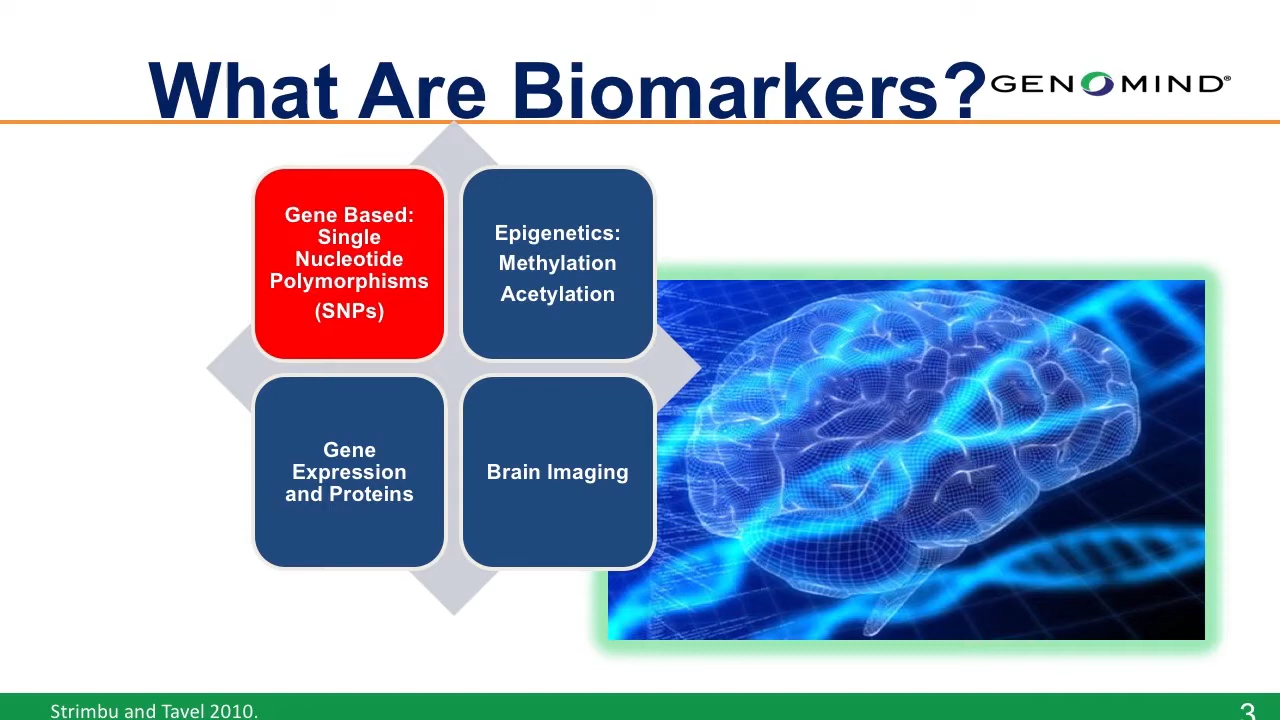 What Are Biomarkers?
GENOMIND®
Gene Based:
Single
Nucleotide
Polymorphisms
(SNPs)
Epigenetics:
Methylation
Acetylation
Gene
Expression
and Proteins
Brain Imaging
Strimbu and Tavel 2010.
3